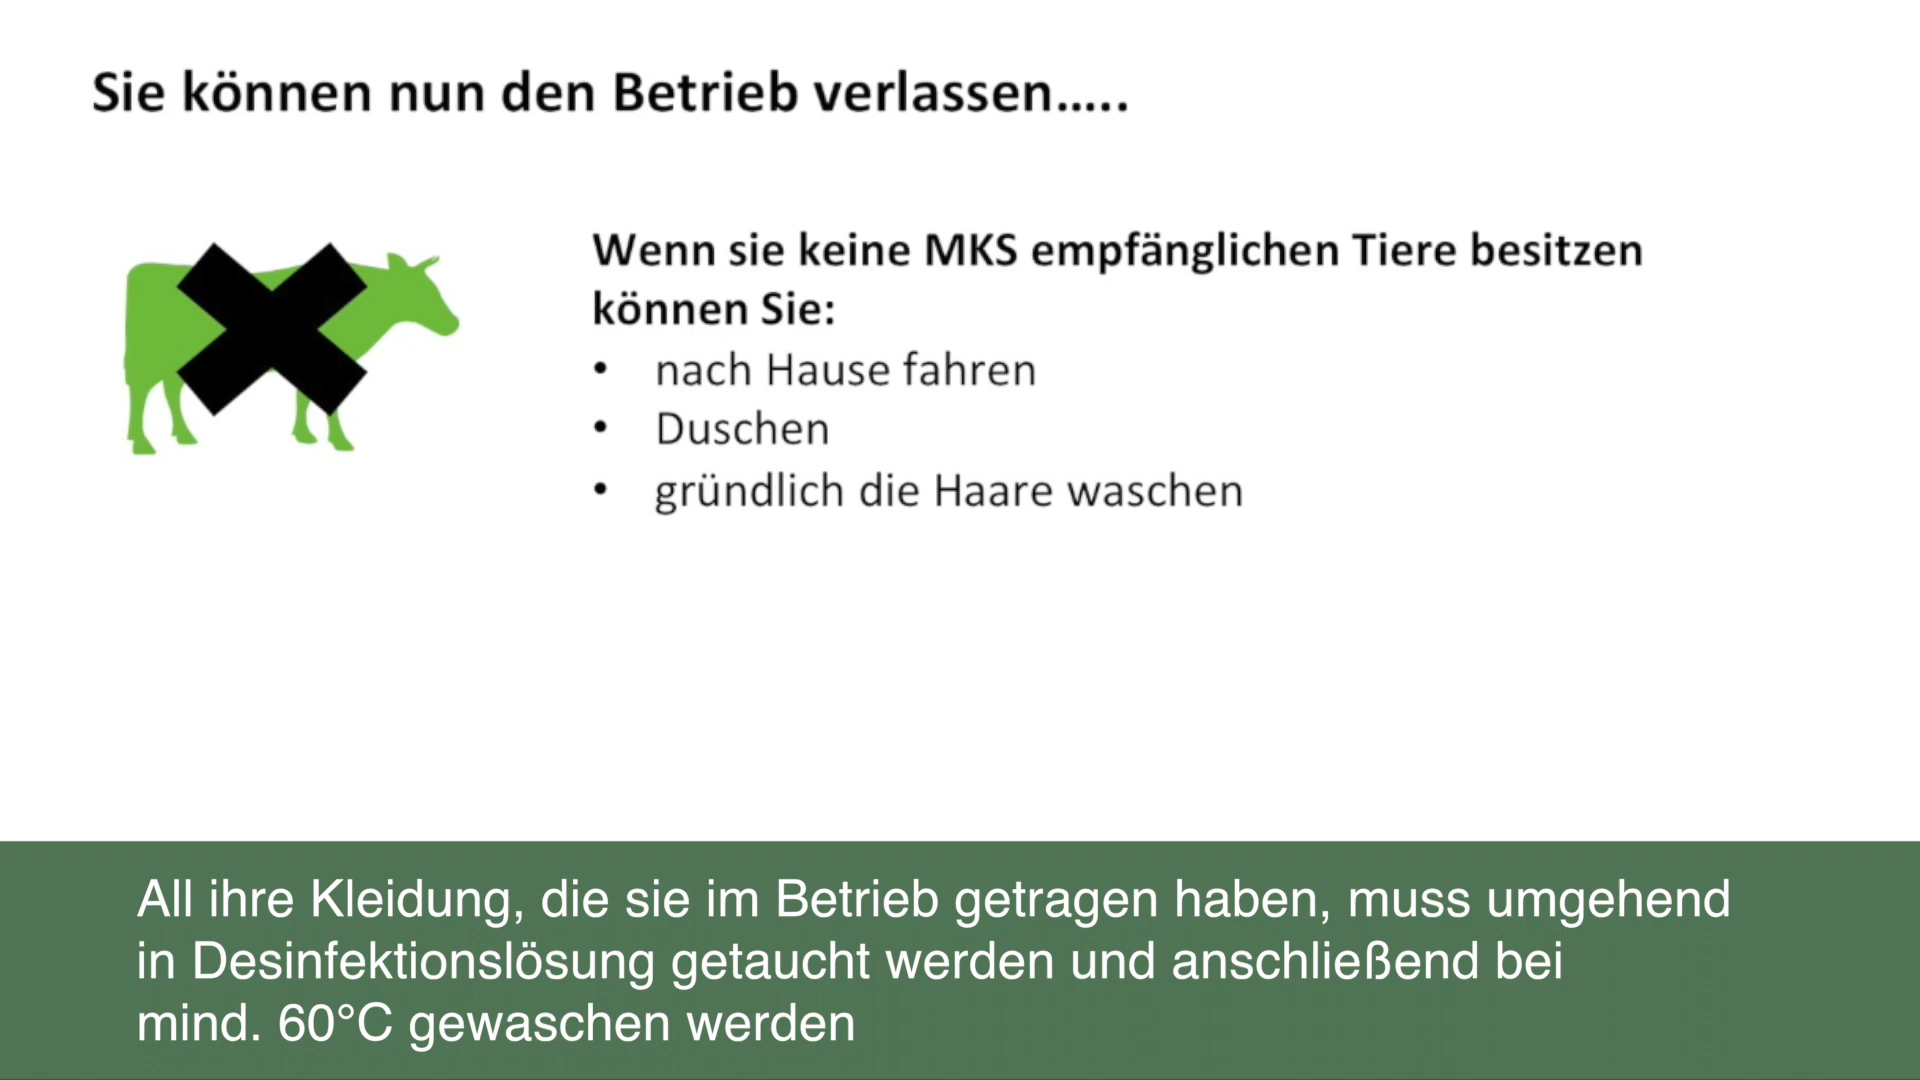 Sie können nun den Betrieb verlassen…..
Wenn sie keine MKS empfänglichen Tiere besitzen
können Sie:
• nach Hause fahren
• Duschen
• gründlich die Haare waschen
All ihre Kleidung, die sie im Betrieb getragen haben, muss umgehend
in Desinfektionslösung getaucht werden und anschließend bei
mind. 60°C gewaschen werden